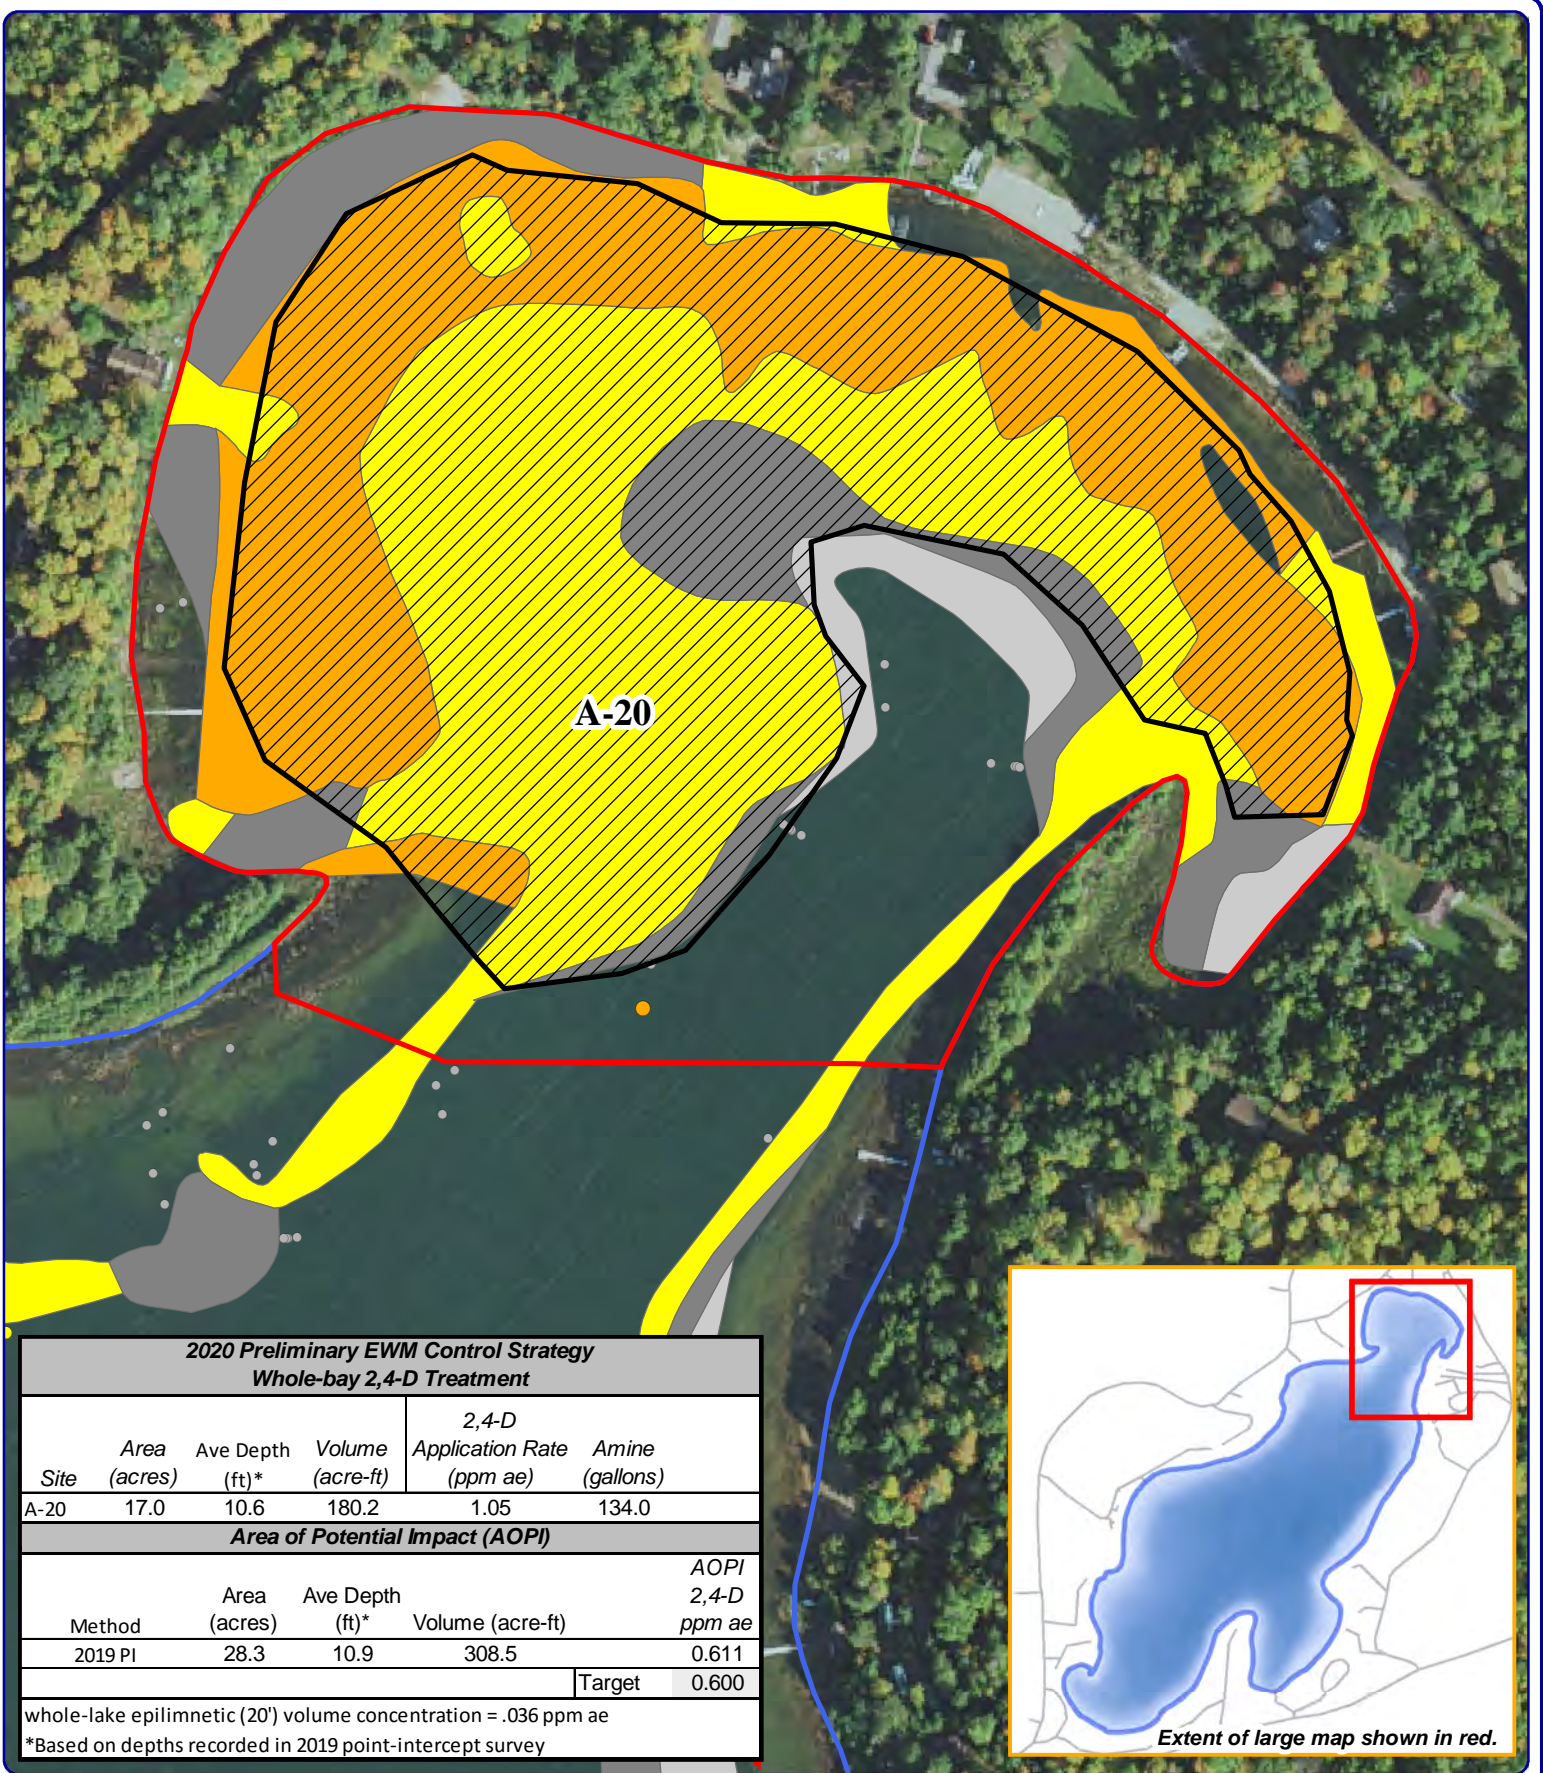 A-20
2020 Preliminary EWM Control Strategy
Whole-bay 2,4-D Treatment
2,4-D
Area Ave Depth Volume Application Rate Amine
Site (acres) (ft)* (acre-ft) (ppm ae) (gallons)
A-20 17.0 10.6 180.2 1.05 134.0
Area of Potential Impact (AOPI)
AOPI
Area Ave Depth 2,4-D
Method (acres) (ft)* Volume (acre-ft) ppm ae
2019 PI 28.3 10.9 308.5 0.611
Target 0.600
whole-lake epilimnetic (20') volume concentration = .036 ppm ae
*Based on depths recorded in 2019 point-intercept survey
Extent of large map shown in red.